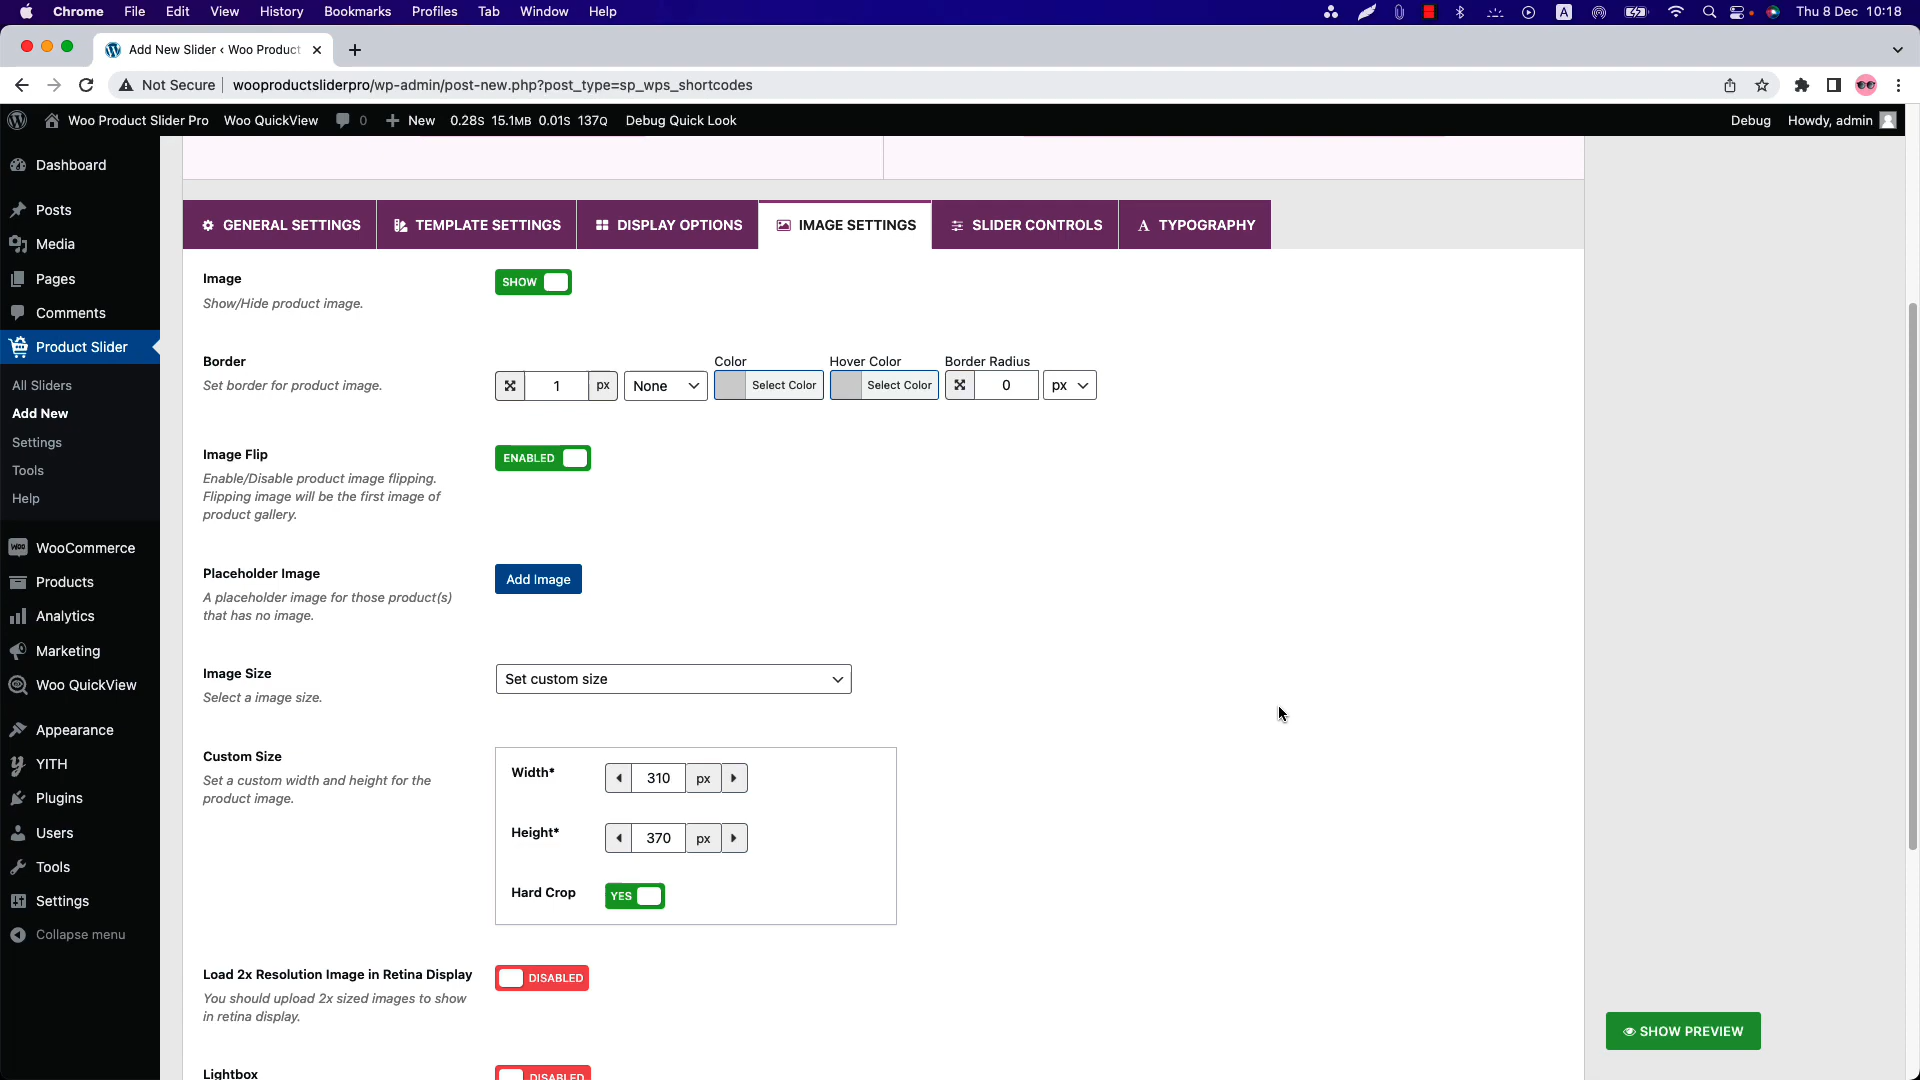 Chrome File Edit View History Bookmarks Profiles Tab Window Help A Thu 8 Dec 10:18
Add New Slider ‹ Woo Product
Not Secure wooproductsliderpro/wp-admin/post-new.php?post_type=sp_wps_shortcodes
Woo Product Slider Pro Woo QuickView 0 New 0.28S 15.1MB 0.01S 137Q Debug Quick Look Debug Howdy, admin
Dashboard
Posts
Media
Pages
Comments
Product Slider
All Sliders
Add New
Settings
Tools
Help
WooCommerce
Products
Analytics
Marketing
Woo QuickView
Appearance
YITH
Plugins
Users
Tools
Settings
Collapse menu
GENERAL SETTINGS TEMPLATE SETTINGS DISPLAY OPTIONS IMAGE SETTINGS SLIDER CONTROLS A TYPOGRAPHY
Image SHOW
Show/Hide product image.
Border Color Hover Color Border Radius
Set border for product image. 1 px None Select Color Select Color 0 px
Image Flip ENABLED
Enable/Disable product image flipping.
Flipping image will be the first image of
product gallery.
Placeholder Image Add Image
A placeholder image for those product(s)
that has no image.
Image Size Set custom size
Select a image size.
Custom Size
Set a custom width and height for the
product image.
Width* 310 px
Height* 370 px
Hard Crop YES
Load 2x Resolution Image in Retina Display DISABLED
You should upload 2x sized images to show
in retina display.
SHOW PREVIEW
Lightbox DISABLED